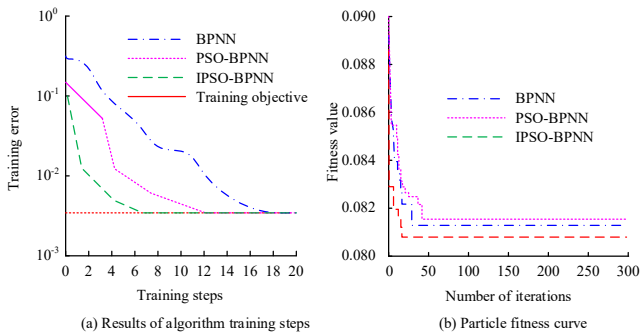 10⁰
10⁻¹
10⁻²
10⁻³
Training error
BPNN
PSO-BPNN
IPSO-BPNN
Training objective
0 2 4 6 8 10 12 14 16 18 20
Training steps
(a) Results of algorithm training steps
0.090
0.088
0.086
0.084
0.082
0.080
Fitness value
BPNN
PSO-BPNN
IPSO-BPNN
0 50 100 150 200 250 300
Number of iterations
(b) Particle fitness curve